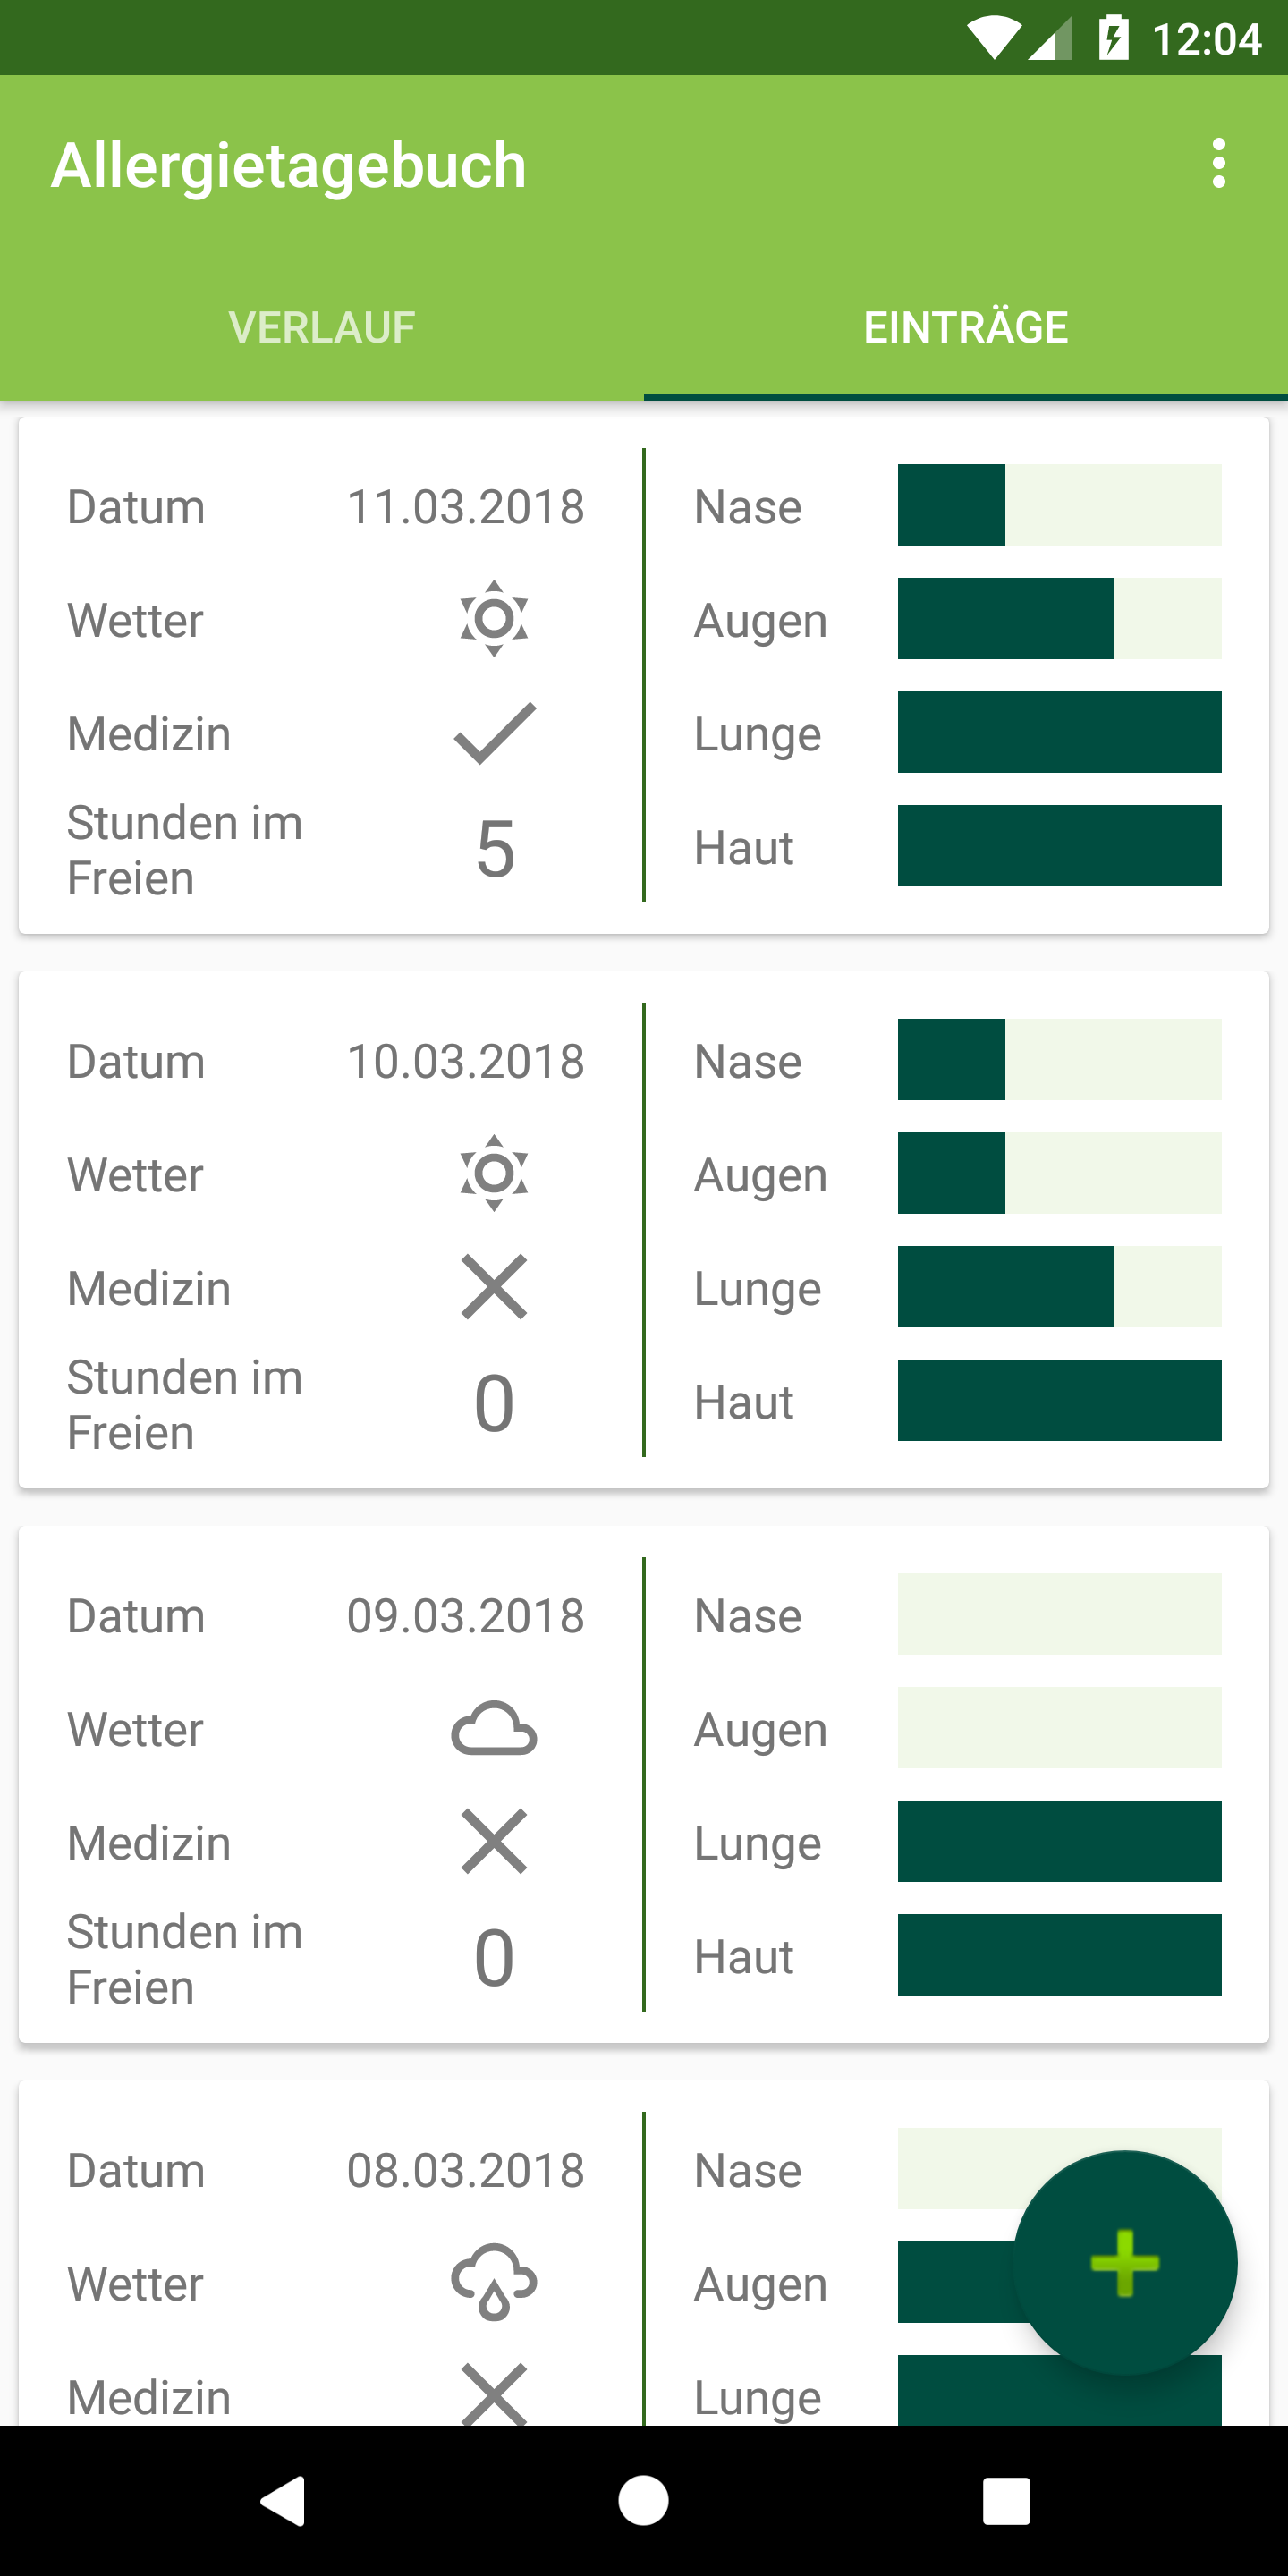 12:04
Allergietagebuch
VERLAUF
EINTRÄGE
Datum 11.03.2018
Wetter
Medizin
Stunden im
Freien
5
Nase
Augen
Lunge
Haut
Datum 10.03.2018
Wetter
Medizin
Stunden im
Freien
0
Nase
Augen
Lunge
Haut
Datum 09.03.2018
Wetter
Medizin
Stunden im
Freien
0
Nase
Augen
Lunge
Haut
Datum 08.03.2018
Wetter
Medizin
Nase
Augen
Lunge